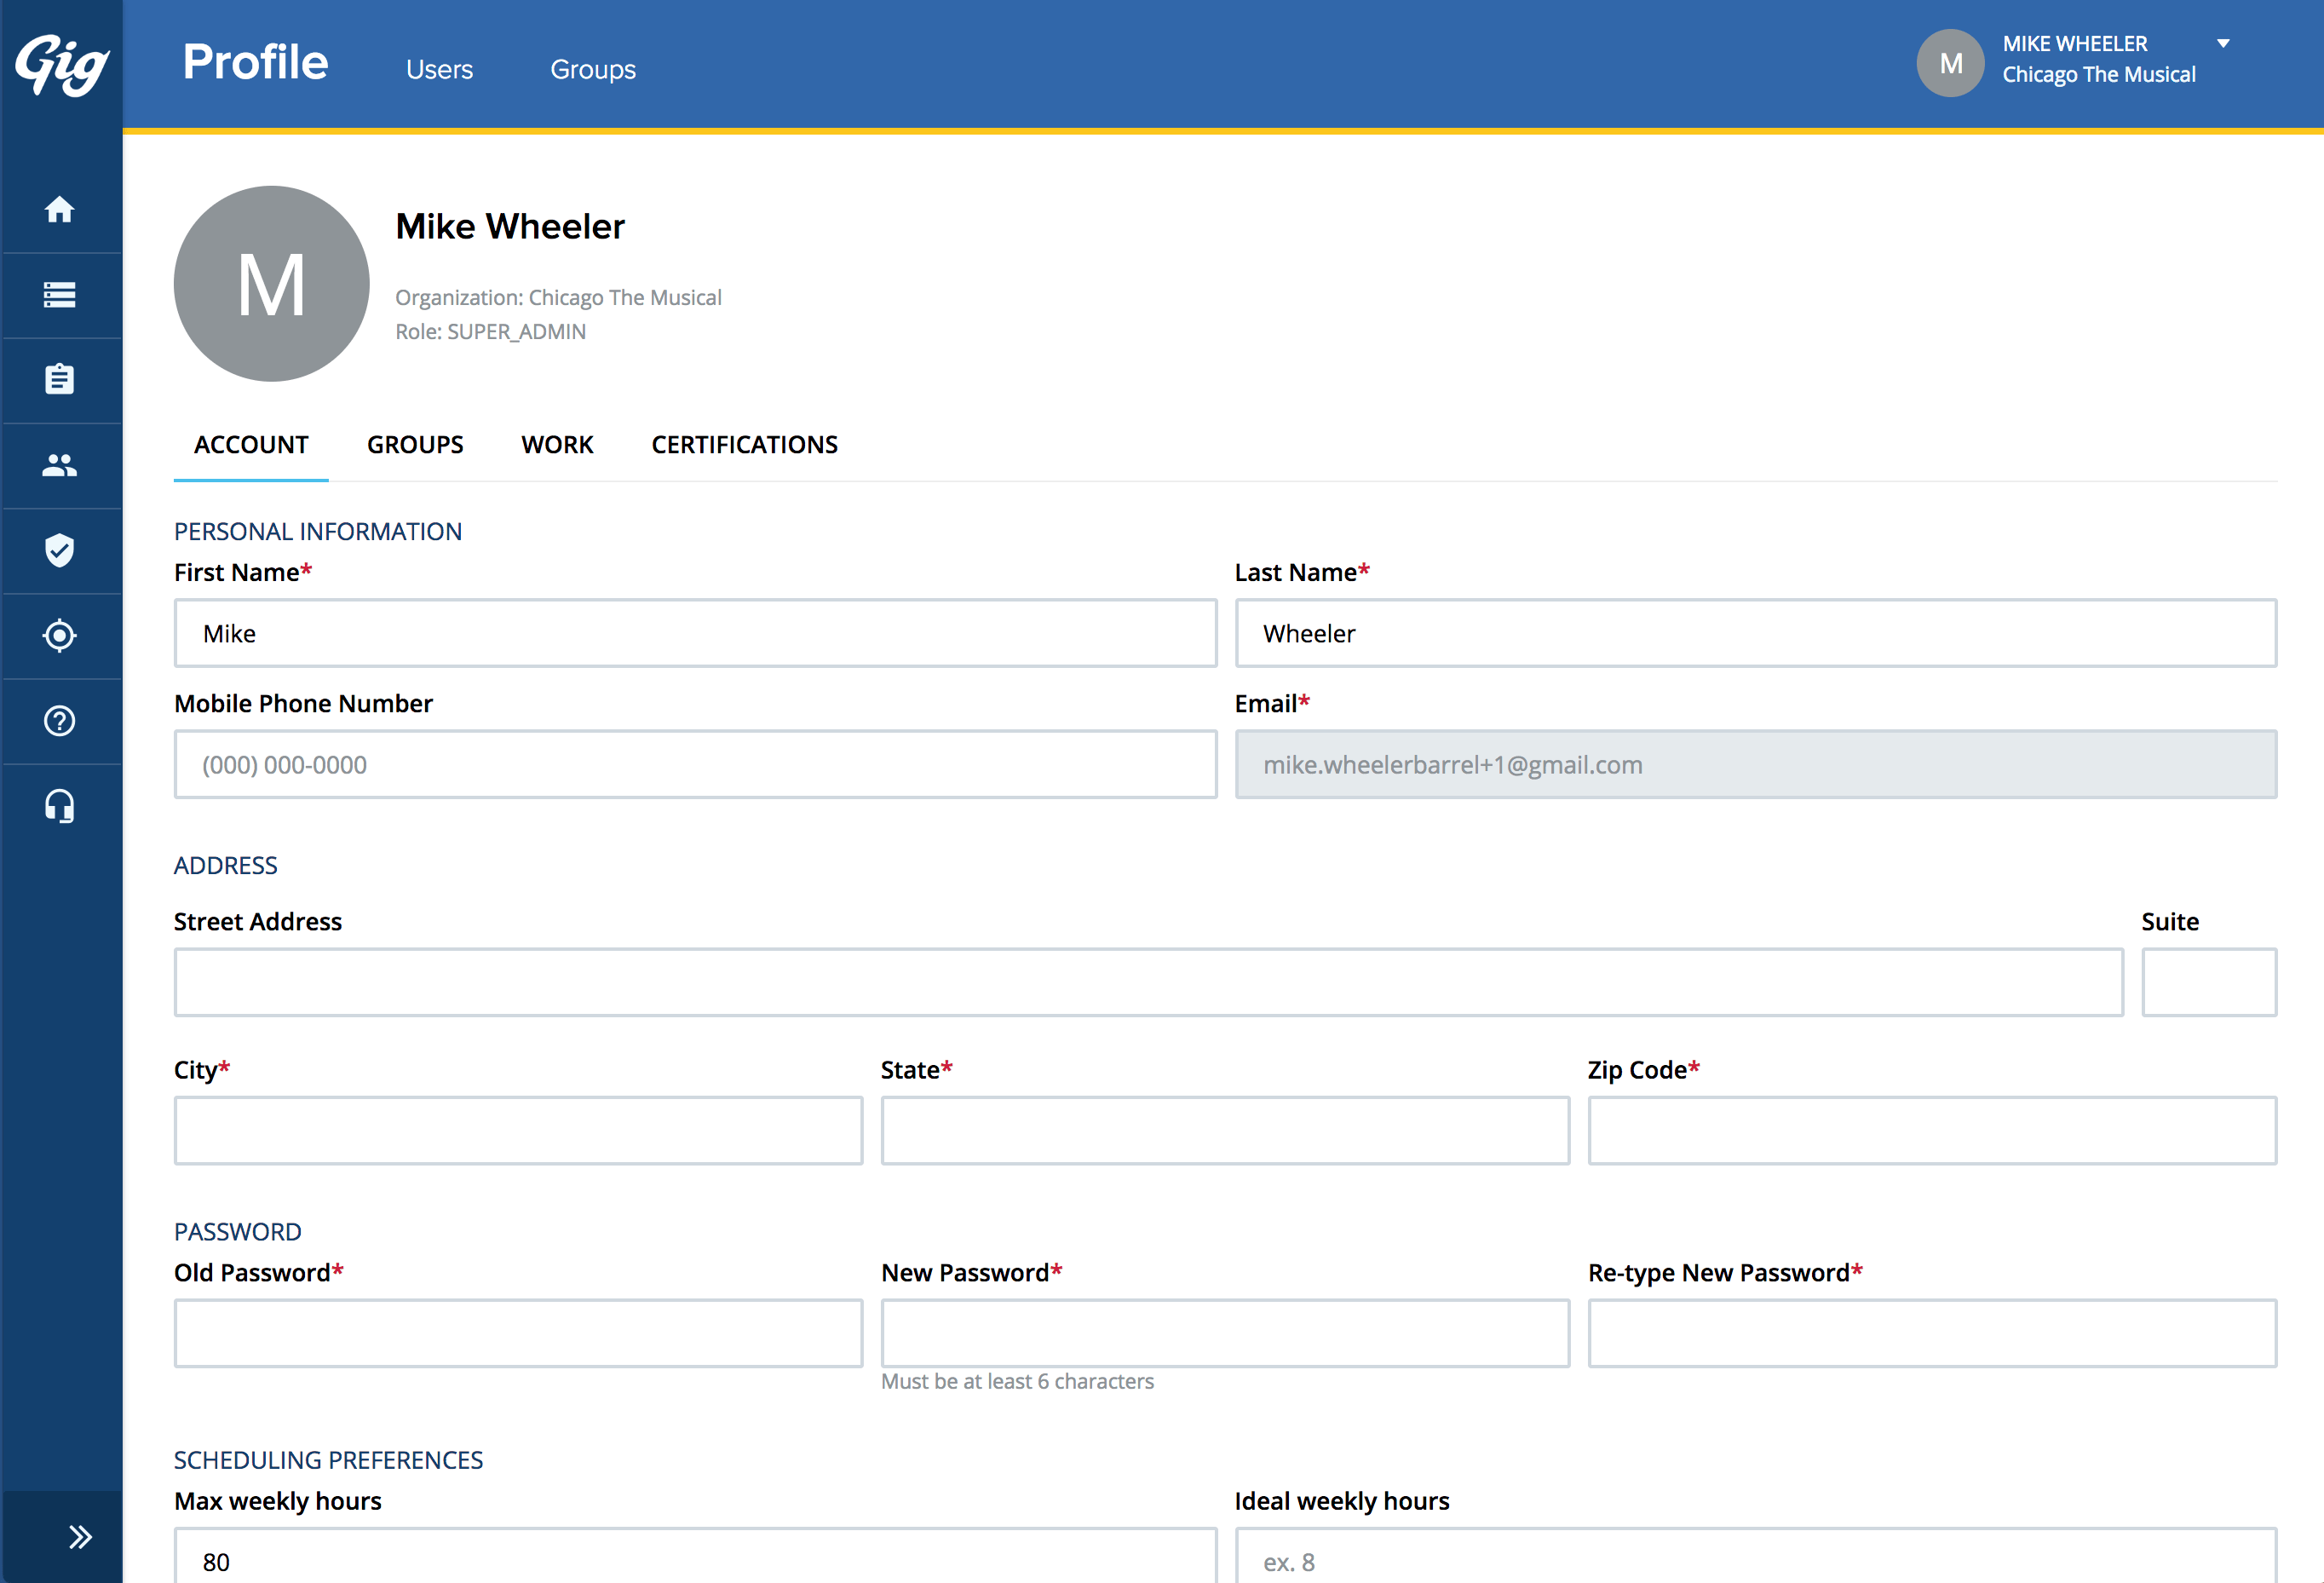 Gig
Profile
Users
Groups
M
MIKE WHEELER
Chicago The Musical
M
Mike Wheeler
Organization: Chicago The Musical
Role: SUPER_ADMIN
ACCOUNT
GROUPS
WORK
CERTIFICATIONS
PERSONAL INFORMATION
First Name*
Last Name*
Mike
Wheeler
Mobile Phone Number
Email*
(000) 000-0000
mike.wheelerbarrel+1@gmail.com
ADDRESS
Street Address
Suite
City*
State*
Zip Code*
PASSWORD
Old Password*
New Password*
Re-type New Password*
Must be at least 6 characters
SCHEDULING PREFERENCES
Max weekly hours
Ideal weekly hours
80
ex. 8